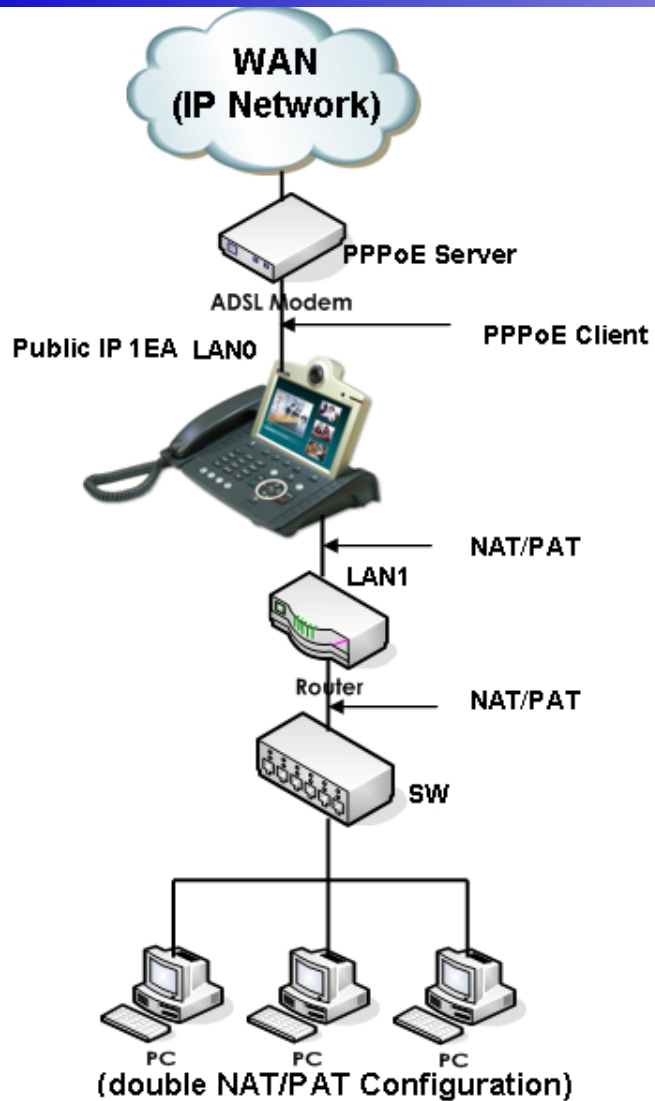 WAN
(IP Network)
PPPoE Server
ADSL Modem
PPPoE Client
Public IP 1EA LAN0
NAT/PAT
LAN1
Router
NAT/PAT
SW
PC PC PC
(double NAT/PAT Configuration)